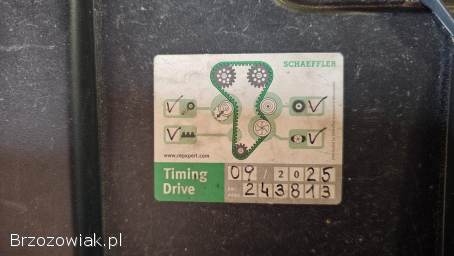 SCHAEFFLER
www.repxpert.com
Timing Drive
09 / 2025
243813
Brzozowiak.pl